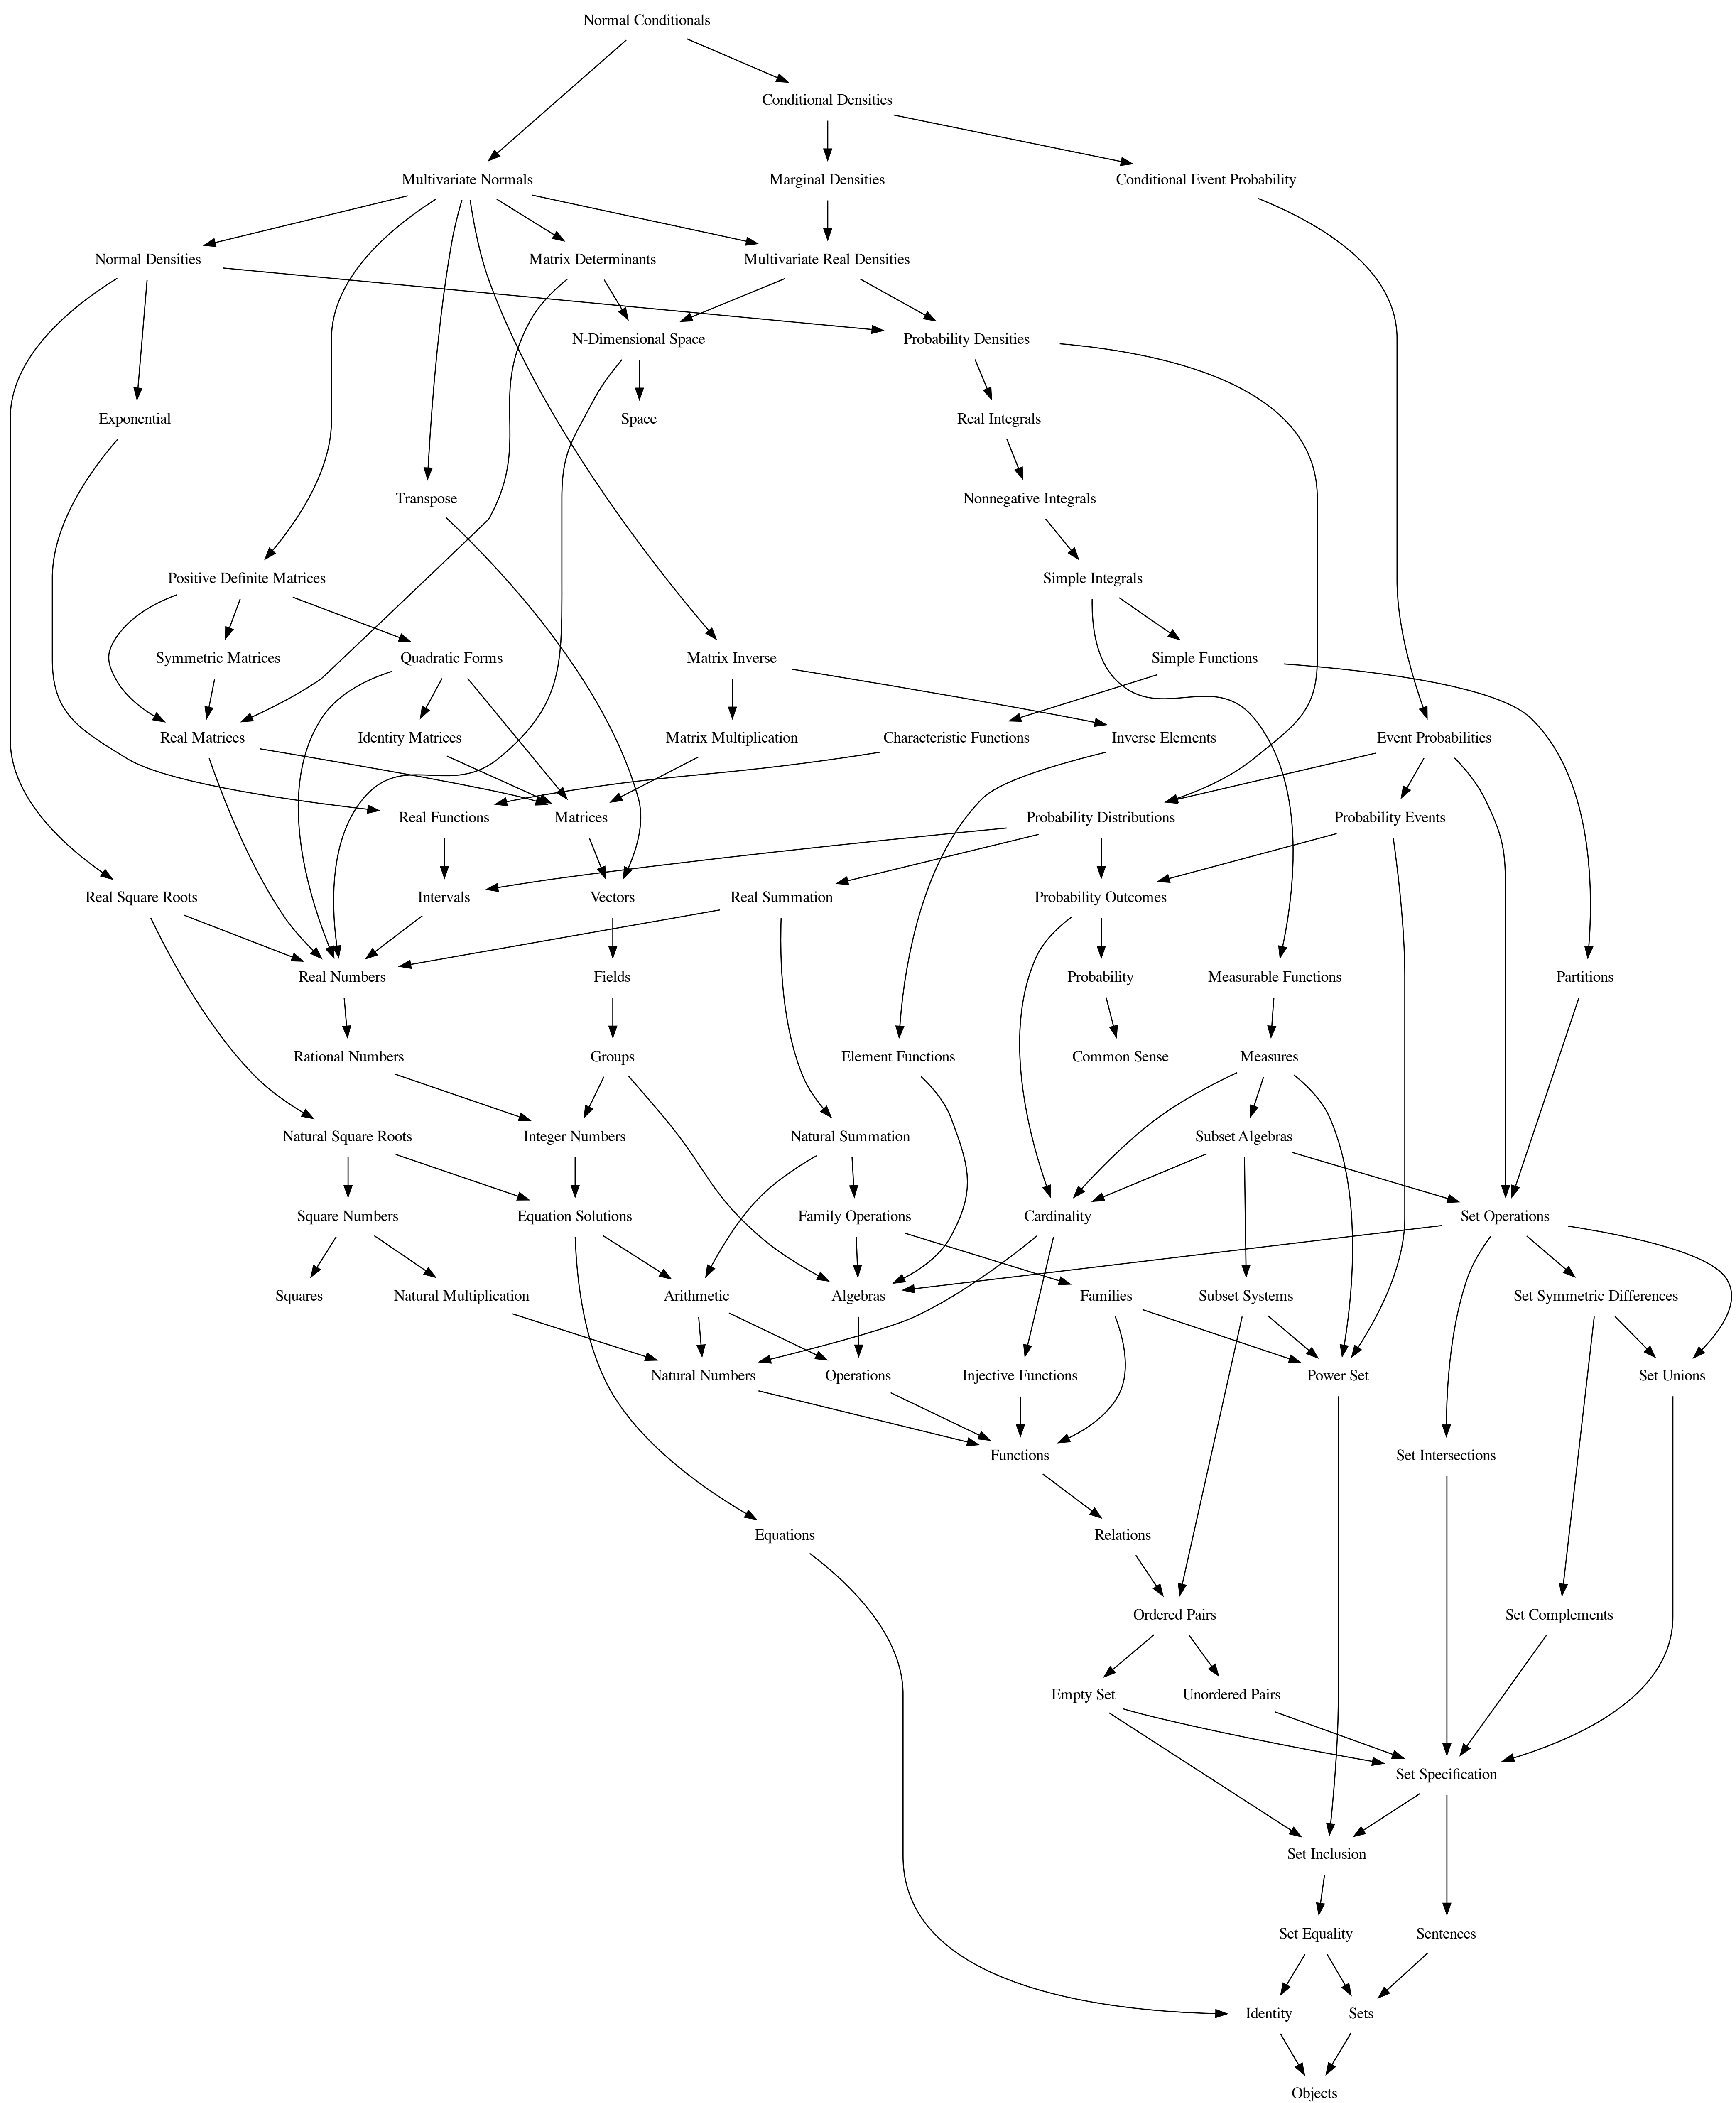 Normal Conditionals
Conditional Densities
Multivariate Normals
Marginal Densities
Conditional Event Probability
Normal Densities
Matrix Determinants
Multivariate Real Densities
N-Dimensional Space
Probability Densities
Exponential
Space
Real Integrals
Transpose
Nonnegative Integrals
Positive Definite Matrices
Simple Integrals
Symmetric Matrices
Quadratic Forms
Matrix Inverse
Simple Functions
Real Matrices
Identity Matrices
Matrix Multiplication
Characteristic Functions
Inverse Elements
Event Probabilities
Real Functions
Matrices
Probability Distributions
Probability Events
Real Square Roots
Intervals
Vectors
Real Summation
Probability Outcomes
Real Numbers
Fields
Probability
Measurable Functions
Partitions
Rational Numbers
Groups
Element Functions
Common Sense
Measures
Natural Square Roots
Integer Numbers
Natural Summation
Subset Algebras
Square Numbers
Equation Solutions
Family Operations
Cardinality
Set Operations
Squares
Natural Multiplication
Arithmetic
Algebras
Families
Subset Systems
Set Symmetric Differences
Natural Numbers
Operations
Injective Functions
Power Set
Set Unions
Functions
Set Intersections
Equations
Relations
Ordered Pairs
Set Complements
Empty Set
Unordered Pairs
Set Specification
Set Inclusion
Set Equality
Sentences
Identity
Sets
Objects